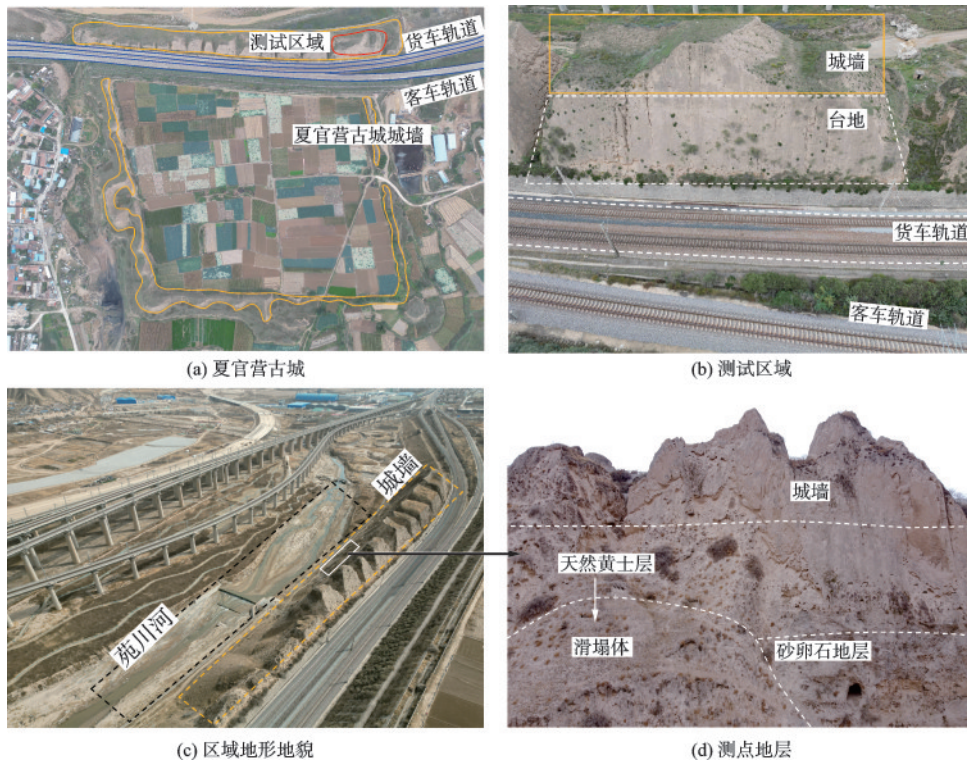 测试区域
货车轨道
客车轨道
夏官营古城城墙
(a) 夏官营古城
城墙
台地
货车轨道
客车轨道
(b) 测试区域
城墙
苑川河
(c) 区域地形地貌
城墙
天然黄土层
滑塌体
砂卵石地层
(d) 测点地层